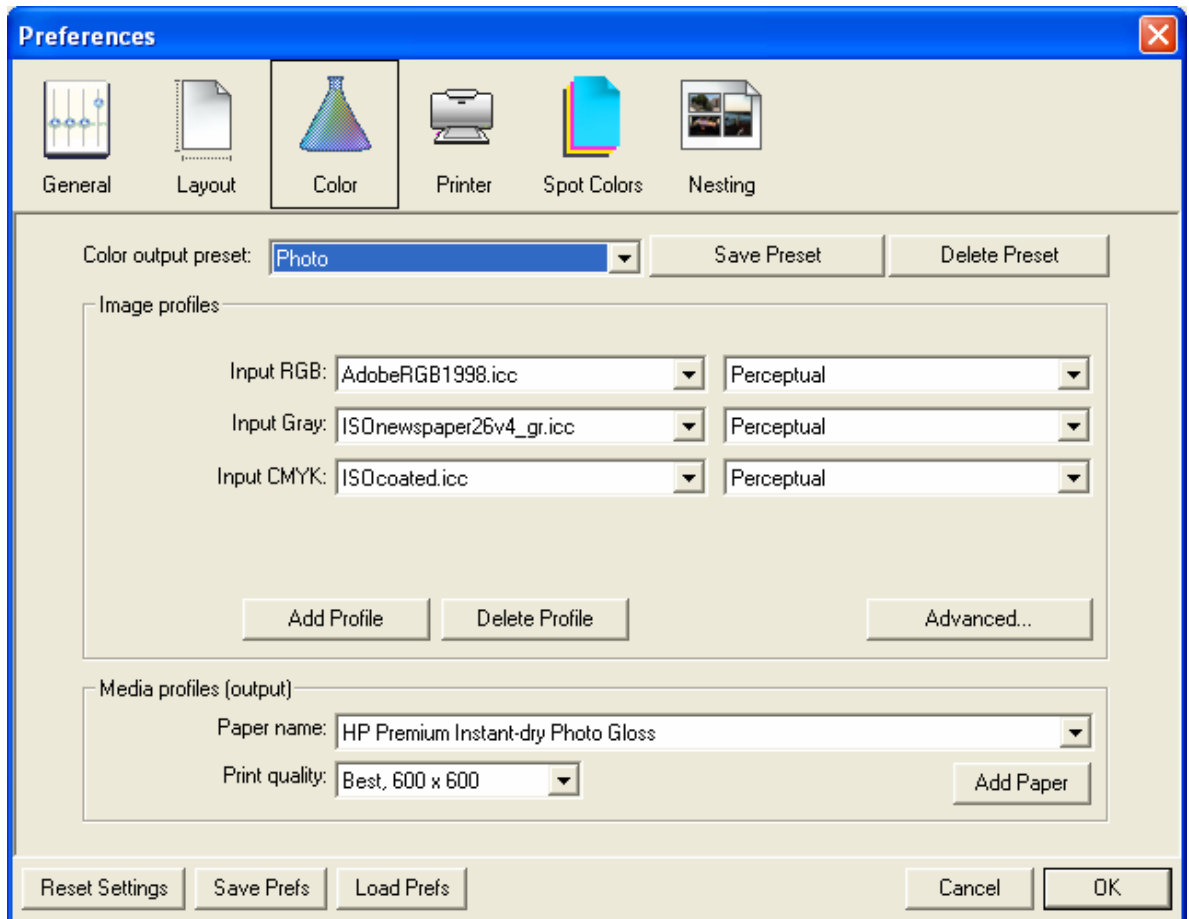 Preferences
General Layout Color Printer Spot Colors Nesting
Color output preset: Photo Save Preset Delete Preset
Image profiles
Input RGB: AdobeRGB1998.icc Perceptual
Input Gray: ISOnewspaper26v4_gr.icc Perceptual
Input CMYK: ISOcoated.icc Perceptual
Add Profile Delete Profile Advanced...
Media profiles (output)
Paper name: HP Premium Instant-dry Photo Gloss
Print quality: Best, 600 x 600 Add Paper
Reset Settings Save Prefs Load Prefs Cancel OK